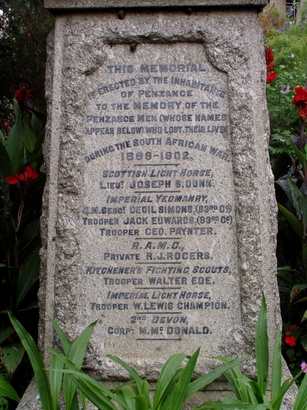 THIS MEMORIAL
IS ERECTED BY THE INHABITANTS
OF PENZANCE
TO THE MEMORY OF THE
PENZANCE MEN (WHOSE NAMES
APPEAR BELOW) WHO LOST THEIR LIVES
DURING THE SOUTH AFRICAN WAR.
1899-1902.
SCOTTISH LIGHT HORSE,
LIEUT JOSEPH S. DUNN.
IMPERIAL YEOMANRY,
Q.M. SERGT CECIL SIMONS, (93RD CO)
TROOPER JACK EDWARDS, (93RD CO)
TROOPER GEO. PAYNTER.
R.A.M.C.,
PRIVATE R.J. ROGERS.
KITCHENER'S FIGHTING SCOUTS,
TROOPER WALTER EDE.
IMPERIAL LIGHT HORSE,
TROOPER W. LEWIS CHAMPION.
2ND DEVON,
CORPL M. MC DONALD.